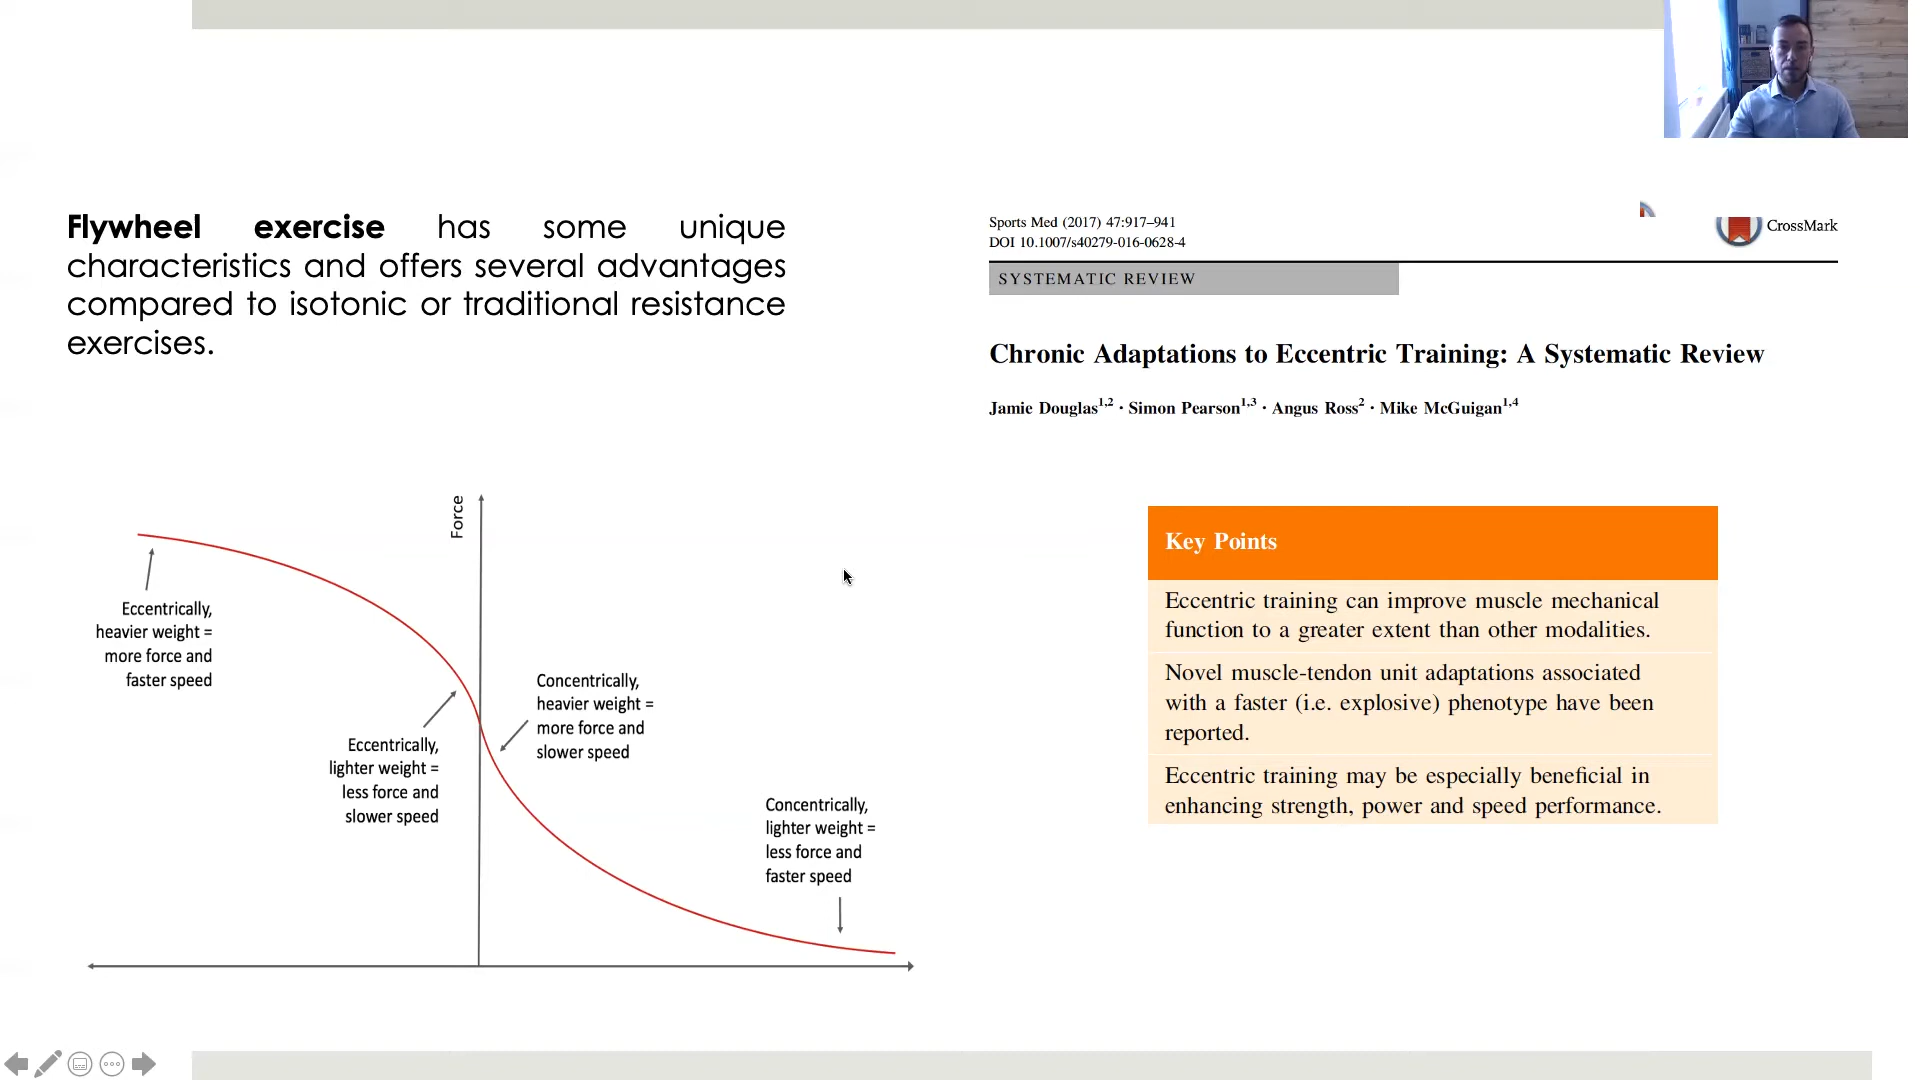 Flywheel exercise has some unique
characteristics and offers several advantages
compared to isotonic or traditional resistance
exercises.
Sports Med (2017) 47:917–941
DOI 10.1007/s40279-016-0628-4
CrossMark
SYSTEMATIC REVIEW
Chronic Adaptations to Eccentric Training: A Systematic Review
Jamie Douglas1,2 · Simon Pearson1,3 · Angus Ross2 · Mike McGuigan1,4
Force
Eccentrically,
heavier weight =
more force and
faster speed
Eccentrically,
lighter weight =
less force and
slower speed
Concentrically,
heavier weight =
more force and
slower speed
Concentrically,
lighter weight =
less force and
faster speed
Key Points
Eccentric training can improve muscle mechanical
function to a greater extent than other modalities.
Novel muscle-tendon unit adaptations associated
with a faster (i.e. explosive) phenotype have been
reported.
Eccentric training may be especially beneficial in
enhancing strength, power and speed performance.